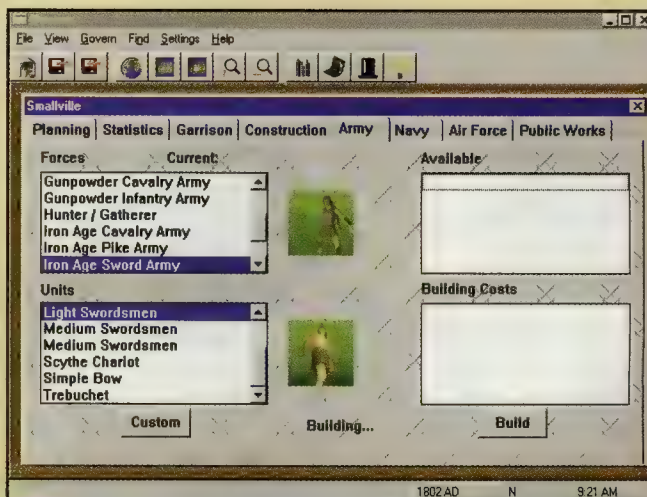 File View Govern Find Settings Help
Smallville
Planning Statistics Garrison Construction Army Navy Air Force Public Works
Forces Current:
Gunpowder Cavalry Army
Gunpowder Infantry Army
Hunter / Gatherer
Iron Age Cavalry Army
Iron Age Pike Army
Iron Age Sword Army
Available
Units
Light Swordsmen
Medium Swordsmen
Medium Swordsmen
Scythe Chariot
Simple Bow
Trebuchet
Building Costs
Custom
Building...
Build
1802 AD N 9:21 AM